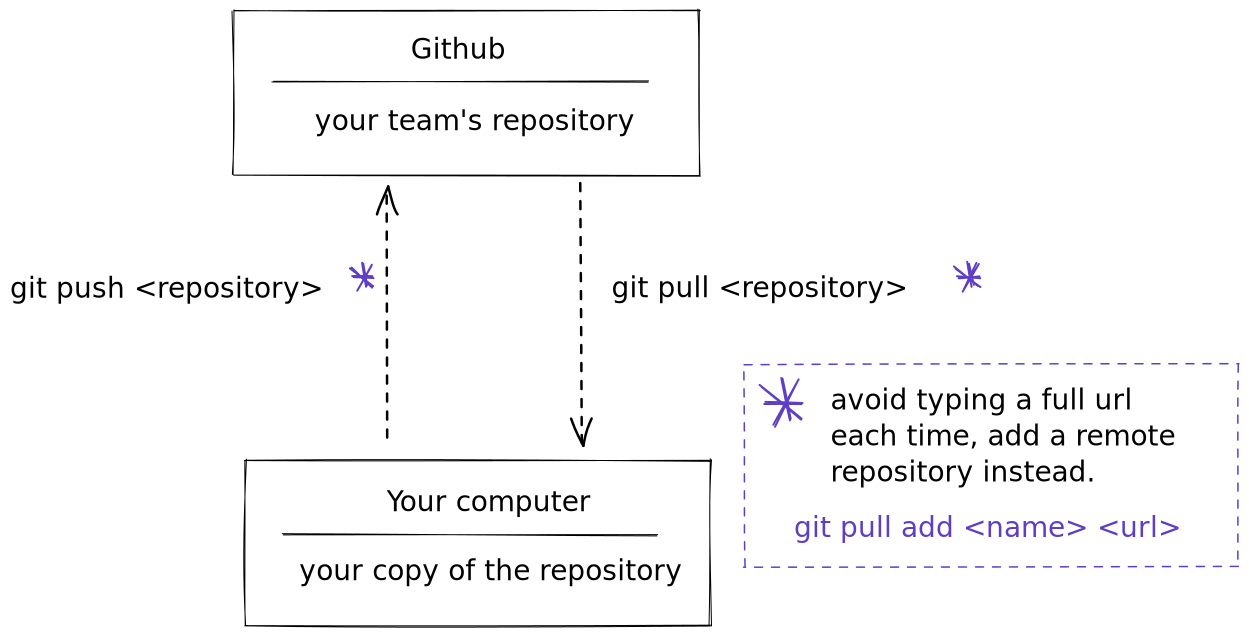 Github
your team's repository
git push <repository>
git pull <repository>
avoid typing a full url
each time, add a remote
repository instead.
git pull add <name> <url>
Your computer
your copy of the repository